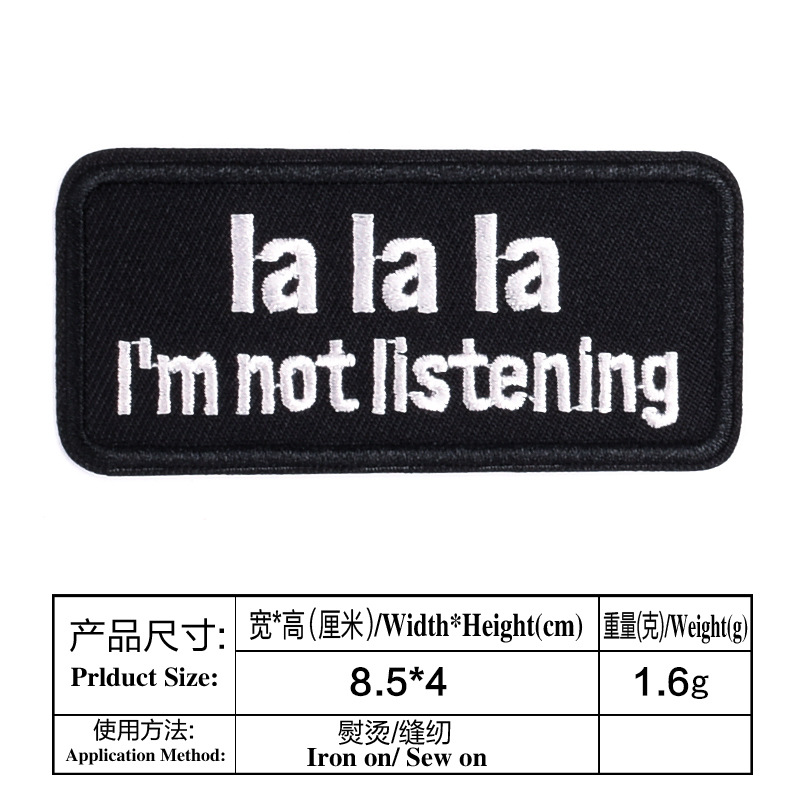 la la la
I'm not listening
产品尺寸:
Prlduct Size:
宽*高(厘米)/Width*Height(cm)
重量(克)/Weight(g)
8.5*4
1.6g
使用方法:
Application Method:
熨烫/缝纫
Iron on/ Sew on